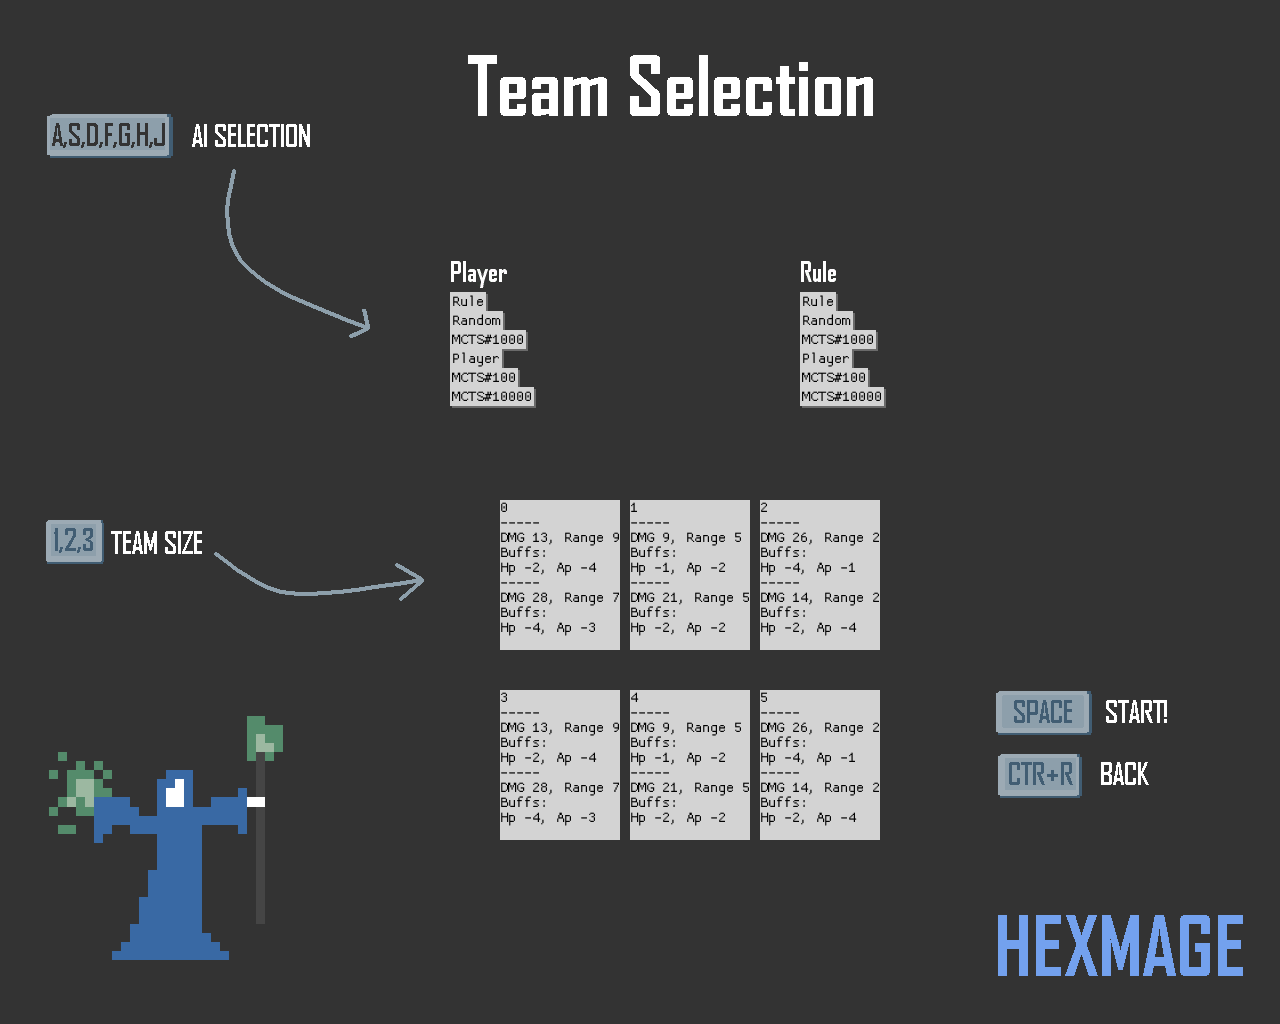 Team Selection
A,S,D,F,G,H,J AI SELECTION
Player
Rule
Random
MCTS#1000
Player
MCTS#100
MCTS#10000
Rule
Rule
Random
MCTS#1000
Player
MCTS#100
MCTS#10000
1,2,3 TEAM SIZE
0
-----
DMG 13, Range 9
Buffs:
Hp -2, Ap -4
-----
DMG 28, Range 7
Buffs:
Hp -4, Ap -3
1
-----
DMG 9, Range 5
Buffs:
Hp -1, Ap -2
-----
DMG 21, Range 5
Buffs:
Hp -2, Ap -2
2
-----
DMG 26, Range 2
Buffs:
Hp -4, Ap -1
-----
DMG 14, Range 2
Buffs:
Hp -2, Ap -4
3
-----
DMG 13, Range 9
Buffs:
Hp -2, Ap -4
-----
DMG 28, Range 7
Buffs:
Hp -4, Ap -3
4
-----
DMG 9, Range 5
Buffs:
Hp -1, Ap -2
-----
DMG 21, Range 5
Buffs:
Hp -2, Ap -2
5
-----
DMG 26, Range 2
Buffs:
Hp -4, Ap -1
-----
DMG 14, Range 2
Buffs:
Hp -2, Ap -4
SPACE START!
CTR+R BACK
HEXMAGE